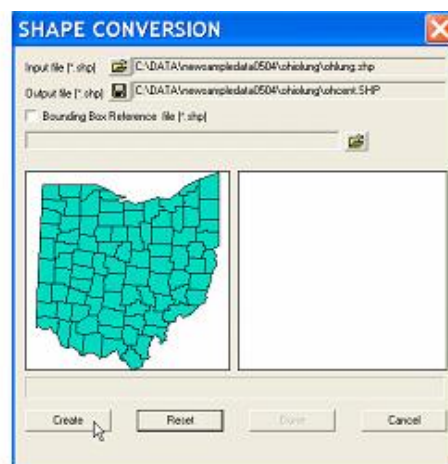 SHAPE CONVERSION
Input file (*.shp) C:\DATA\newsampledata0504\ohiolung\ohlung.shp
Output file (*.shp) C:\DATA\newsampledata0504\ohiolung\ohcent.SHP
Bounding Box Reference file (*.shp)
Create Reset Done Cancel